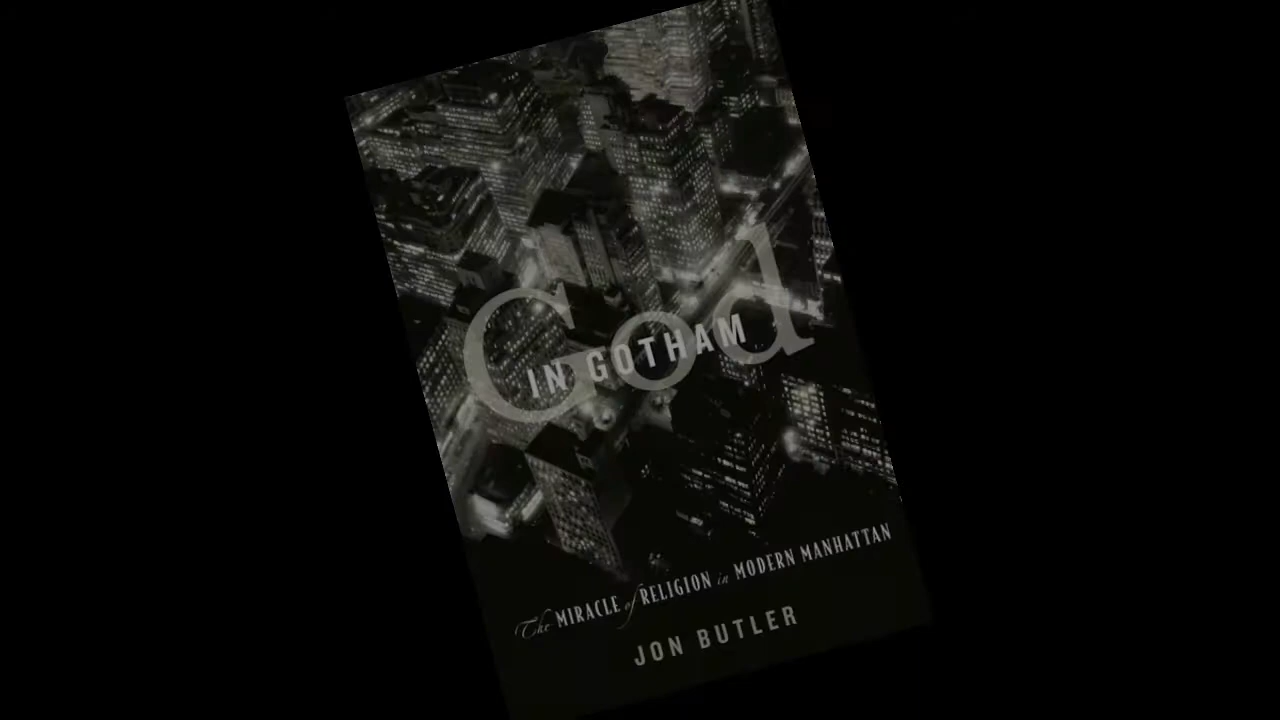 God
IN GOTHAM
The MIRACLE of RELIGION in MODERN MANHATTAN
JON BUTLER